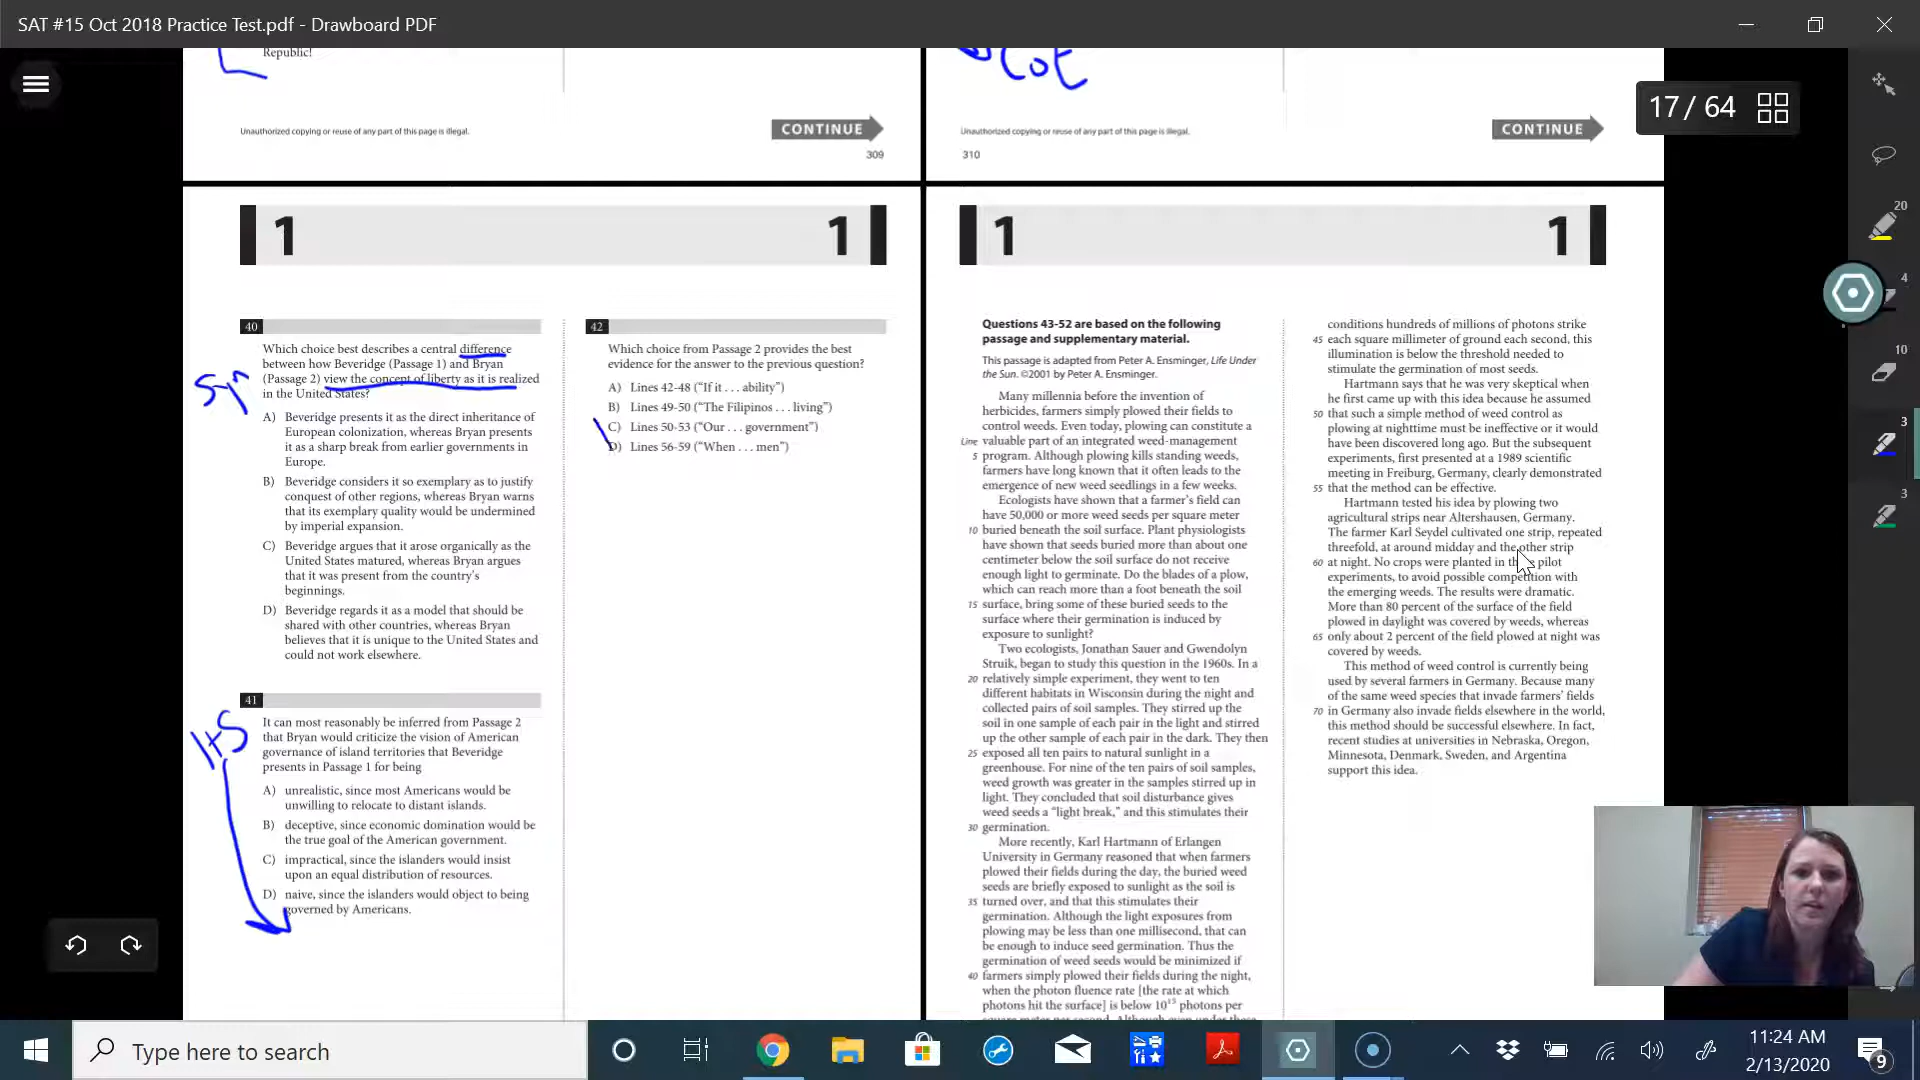 SAT #15 Oct 2018 Practice Test.pdf - Drawboard PDF
Republic!
Unauthorized copying or reuse of any part of this page is illegal.
CONTINUE
309
Cot
Unauthorized copying or reuse of any part of this page is illegal.
CONTINUE
310
17 / 64
1
1
40
Which choice best describes a central difference
between how Beveridge (Passage 1) and Bryan
(Passage 2) view the concept of liberty as it is realized
in the United States?
A) Beveridge presents it as the direct inheritance of
European colonization, whereas Bryan presents
it as a sharp break from earlier governments in
Europe.
B) Beveridge considers it so exemplary as to justify
conquest of other regions, whereas Bryan warns
that its exemplary quality would be undermined
by imperial expansion.
C) Beveridge argues that it arose organically as the
United States matured, whereas Bryan argues
that it was present from the country's
beginnings.
D) Beveridge regards it as a model that should be
shared with other countries, whereas Bryan
believes that it is unique to the United States and
could not work elsewhere.
41
It can most reasonably be inferred from Passage 2
that Bryan would criticize the vision of American
governance of island territories that Beveridge
presents in Passage 1 for being
A) unrealistic, since most Americans would be
unwilling to relocate to distant islands.
B) deceptive, since economic domination would be
the true goal of the American government.
C) impractical, since the islanders would insist
upon an equal distribution of resources.
D) naive, since the islanders would object to being
governed by Americans.
42
Which choice from Passage 2 provides the best
evidence for the answer to the previous question?
A) Lines 42-48 ("If it . . . ability")
B) Lines 49-50 ("The Filipinos . . . living")
C) Lines 50-53 ("Our . . . government")
D) Lines 56-59 ("When . . . men")
1
1
Questions 43-52 are based on the following
passage and supplementary material.
This passage is adapted from Peter A. Ensminger, Life Under
the Sun. ©2001 by Peter A. Ensminger.
Many millennia before the invention of
herbicides, farmers simply plowed their fields to
control weeds. Even today, plowing can constitute a
Line valuable part of an integrated weed-management
5 program. Although plowing kills standing weeds,
farmers have long known that it often leads to the
emergence of new weed seedlings in a few weeks.
Ecologists have shown that a farmer's field can
have 50,000 or more weed seeds per square meter
10 buried beneath the soil surface. Plant physiologists
have shown that seeds buried more than about one
centimeter below the soil surface do not receive
enough light to germinate. Do the blades of a plow,
which can reach more than a foot beneath the soil
15 surface, bring some of these buried seeds to the
surface where their germination is induced by
exposure to sunlight?
Two ecologists, Jonathan Sauer and Gwendolyn
Struik, began to study this question in the 1960s. In a
20 relatively simple experiment, they went to ten
different habitats in Wisconsin during the night and
collected pairs of soil samples. They stirred up the
soil in one sample of each pair in the light and stirred
up the other sample of each pair in the dark. They then
25 exposed all ten pairs to natural sunlight in a
greenhouse. For nine of the ten pairs of soil samples,
weed growth was greater in the samples stirred up in
light. They concluded that soil disturbance gives
weed seeds a "light break," and this stimulates their
30 germination.
More recently, Karl Hartmann of Erlangen
University in Germany reasoned that when farmers
plowed their fields during the day, the buried weed
seeds are briefly exposed to sunlight as the soil is
35 turned over, and that this stimulates their
germination. Although the light exposures from
plowing may be less than one millisecond, that can
be enough to induce seed germination. Thus the
germination of weed seeds would be minimized if
40 farmers simply plowed their fields during the night,
when the photon fluence rate [the rate at which
photons hit the surface] is below 10¹⁵ photons per
square meter per second. Although even under these
conditions hundreds of millions of photons strike
45 each square millimeter of ground each second, this
illumination is below the threshold needed to
stimulate the germination of most seeds.
Hartmann says that he was very skeptical when
he first came up with this idea because he assumed
50 that such a simple method of weed control as
plowing at nighttime must be ineffective or it would
have been discovered long ago. But the subsequent
experiments, first presented at a 1989 scientific
meeting in Freiburg, Germany, clearly demonstrated
55 that the method can be effective.
Hartmann tested his idea by plowing two
agricultural strips near Altershausen, Germany.
The farmer Karl Seydel cultivated one strip, repeated
threefold, at around midday and the other strip
60 at night. No crops were planted in these pilot
experiments, to avoid possible competition with
the emerging weeds. The results were dramatic.
More than 80 percent of the surface of the field
plowed in daylight was covered by weeds, whereas
65 only about 2 percent of the field plowed at night was
covered by weeds.
This method of weed control is currently being
used by several farmers in Germany. Because many
of the same weed species that invade farmers' fields
70 in Germany also invade fields elsewhere in the world,
this method should be successful elsewhere. In fact,
recent studies at universities in Nebraska, Oregon,
Minnesota, Denmark, Sweden, and Argentina
support this idea.
20
4
10
3
3
Type here to search
11:24 AM
2/13/2020
9